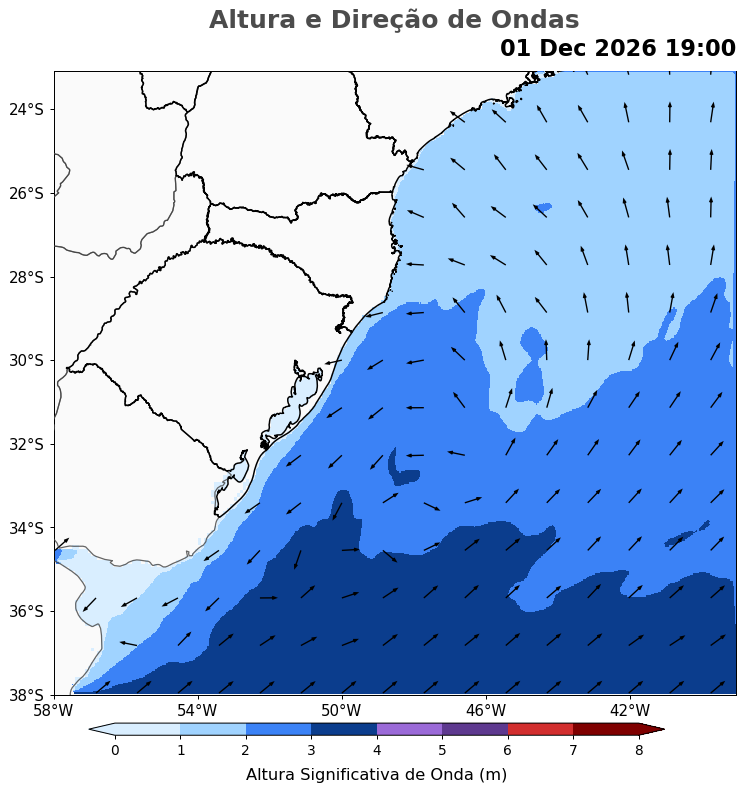 Altura e Direção de Ondas
01 Dec 2026 19:00
24°S
26°S
28°S
30°S
32°S
34°S
36°S
38°S
58°W 54°W 50°W 46°W 42°W
0 1 2 3 4 5 6 7 8
Altura Significativa de Onda (m)